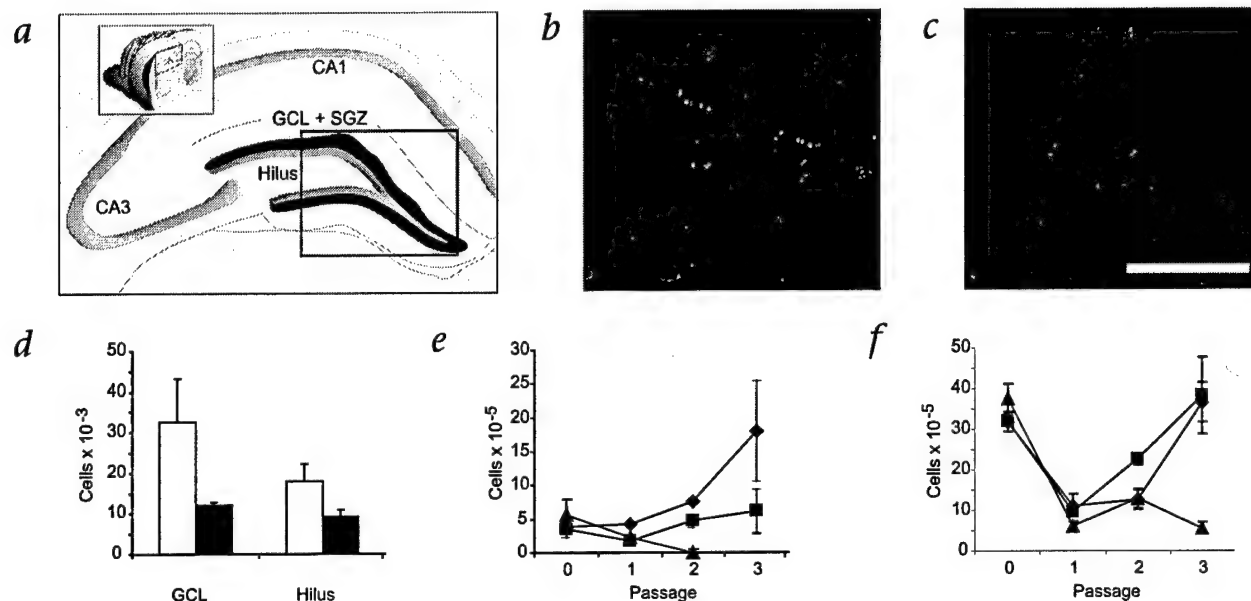 a
CA1
GCL + SGZ
Hilus
CA3
b
c
d
Cells x 10⁻³
50
40
30
20
10
0
GCL
Hilus
e
Cells x 10⁻⁵
30
25
20
15
10
5
0
0 1 2 3
Passage
f
Cells x 10⁻⁵
50
40
30
20
10
0
0 1 2 3
Passage